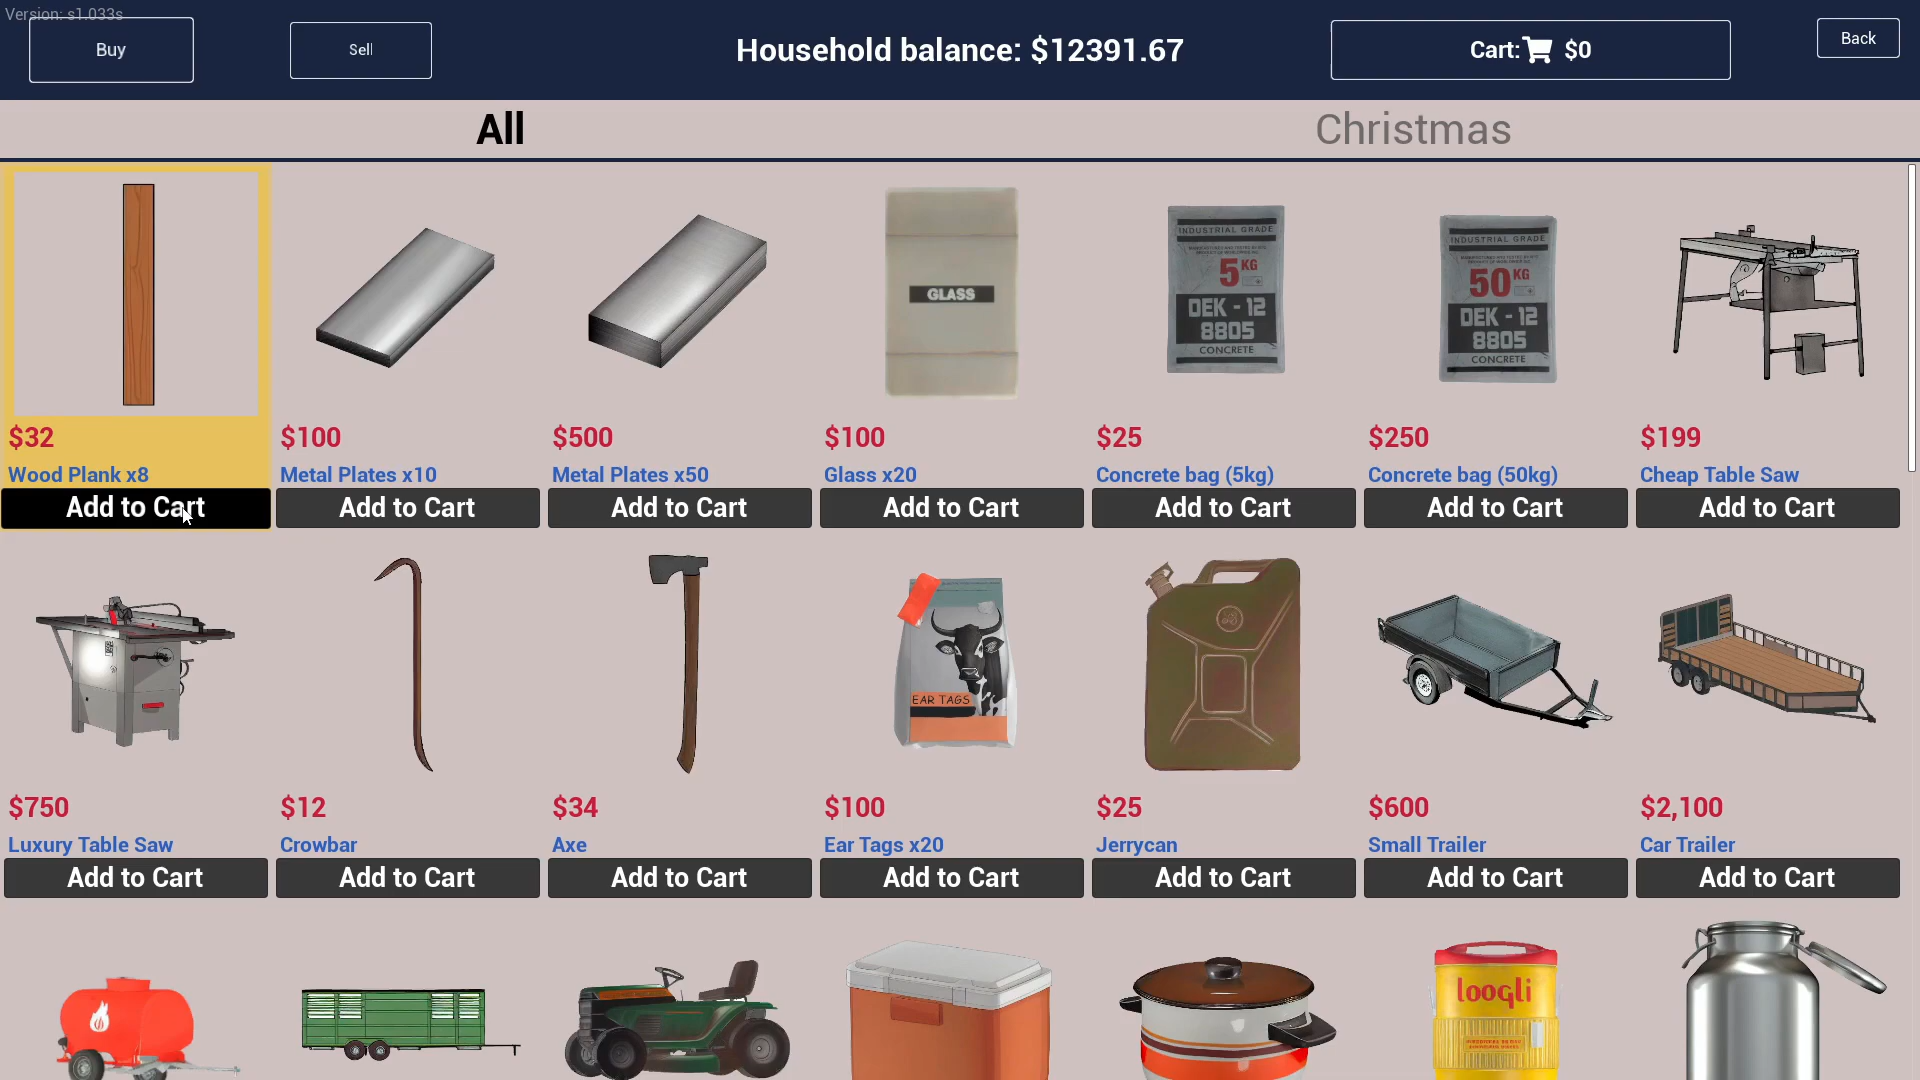 Version: s1.033s
Buy
Sell
Household balance: $12391.67
Cart: $0
Back
All
Christmas
GLASS
INDUSTRIAL GRADE
5KG
DEK - 12
8805
CONCRETE
INDUSTRIAL GRADE
50KG
DEK - 12
8805
CONCRETE
$32
$100
$500
$100
$25
$250
$199
Wood Plank x8
Metal Plates x10
Metal Plates x50
Glass x20
Concrete bag (5kg)
Concrete bag (50kg)
Cheap Table Saw
Add to Cart
Add to Cart
Add to Cart
Add to Cart
Add to Cart
Add to Cart
Add to Cart
EAR TAGS
$750
$12
$34
$100
$25
$600
$2,100
Luxury Table Saw
Crowbar
Axe
Ear Tags x20
Jerrycan
Small Trailer
Car Trailer
Add to Cart
Add to Cart
Add to Cart
Add to Cart
Add to Cart
Add to Cart
Add to Cart
loogli